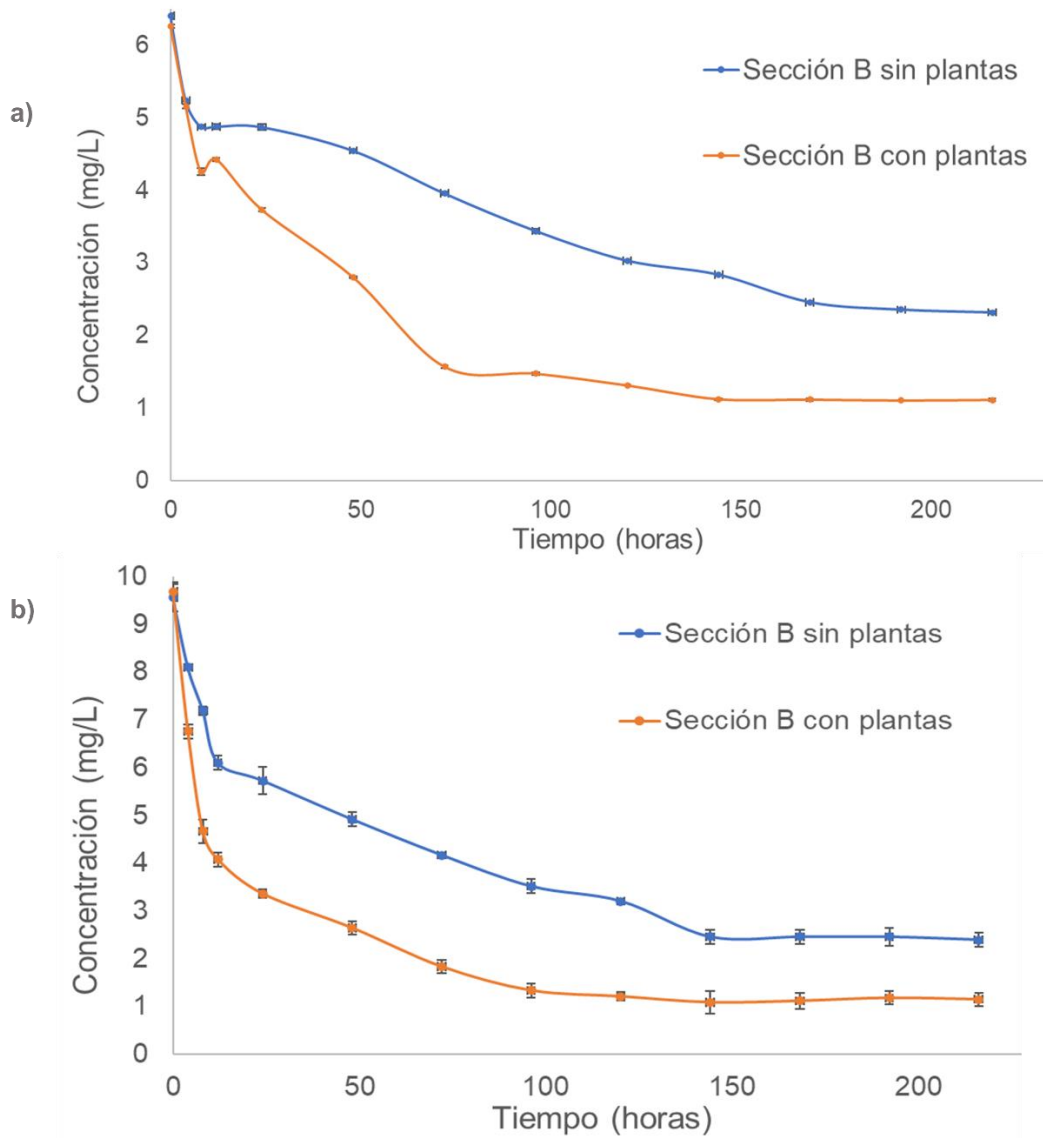 a)
Concentración (mg/L)
6
5
4
3
2
1
0
Sección B sin plantas
Sección B con plantas
0 50 100 150 200
Tiempo (horas)
b)
Concentración (mg/L)
10
9
8
7
6
5
4
3
2
1
0
Sección B sin plantas
Sección B con plantas
0 50 100 150 200
Tiempo (horas)